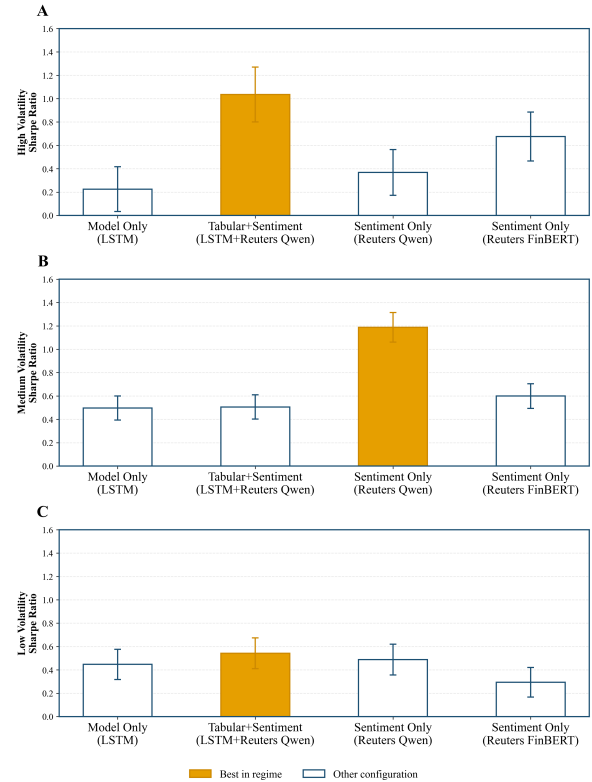 A
High Volatility
Sharpe Ratio
1.6
1.4
1.2
1.0
0.8
0.6
0.4
0.2
0.0
Model Only
(LSTM)
Tabular+Sentiment
(LSTM+Reuters Qwen)
Sentiment Only
(Reuters Qwen)
Sentiment Only
(Reuters FinBERT)
B
Medium Volatility
Sharpe Ratio
1.6
1.4
1.2
1.0
0.8
0.6
0.4
0.2
0.0
Model Only
(LSTM)
Tabular+Sentiment
(LSTM+Reuters Qwen)
Sentiment Only
(Reuters Qwen)
Sentiment Only
(Reuters FinBERT)
C
Low Volatility
Sharpe Ratio
1.6
1.4
1.2
1.0
0.8
0.6
0.4
0.2
0.0
Model Only
(LSTM)
Tabular+Sentiment
(LSTM+Reuters Qwen)
Sentiment Only
(Reuters Qwen)
Sentiment Only
(Reuters FinBERT)
Best in regime
Other configuration